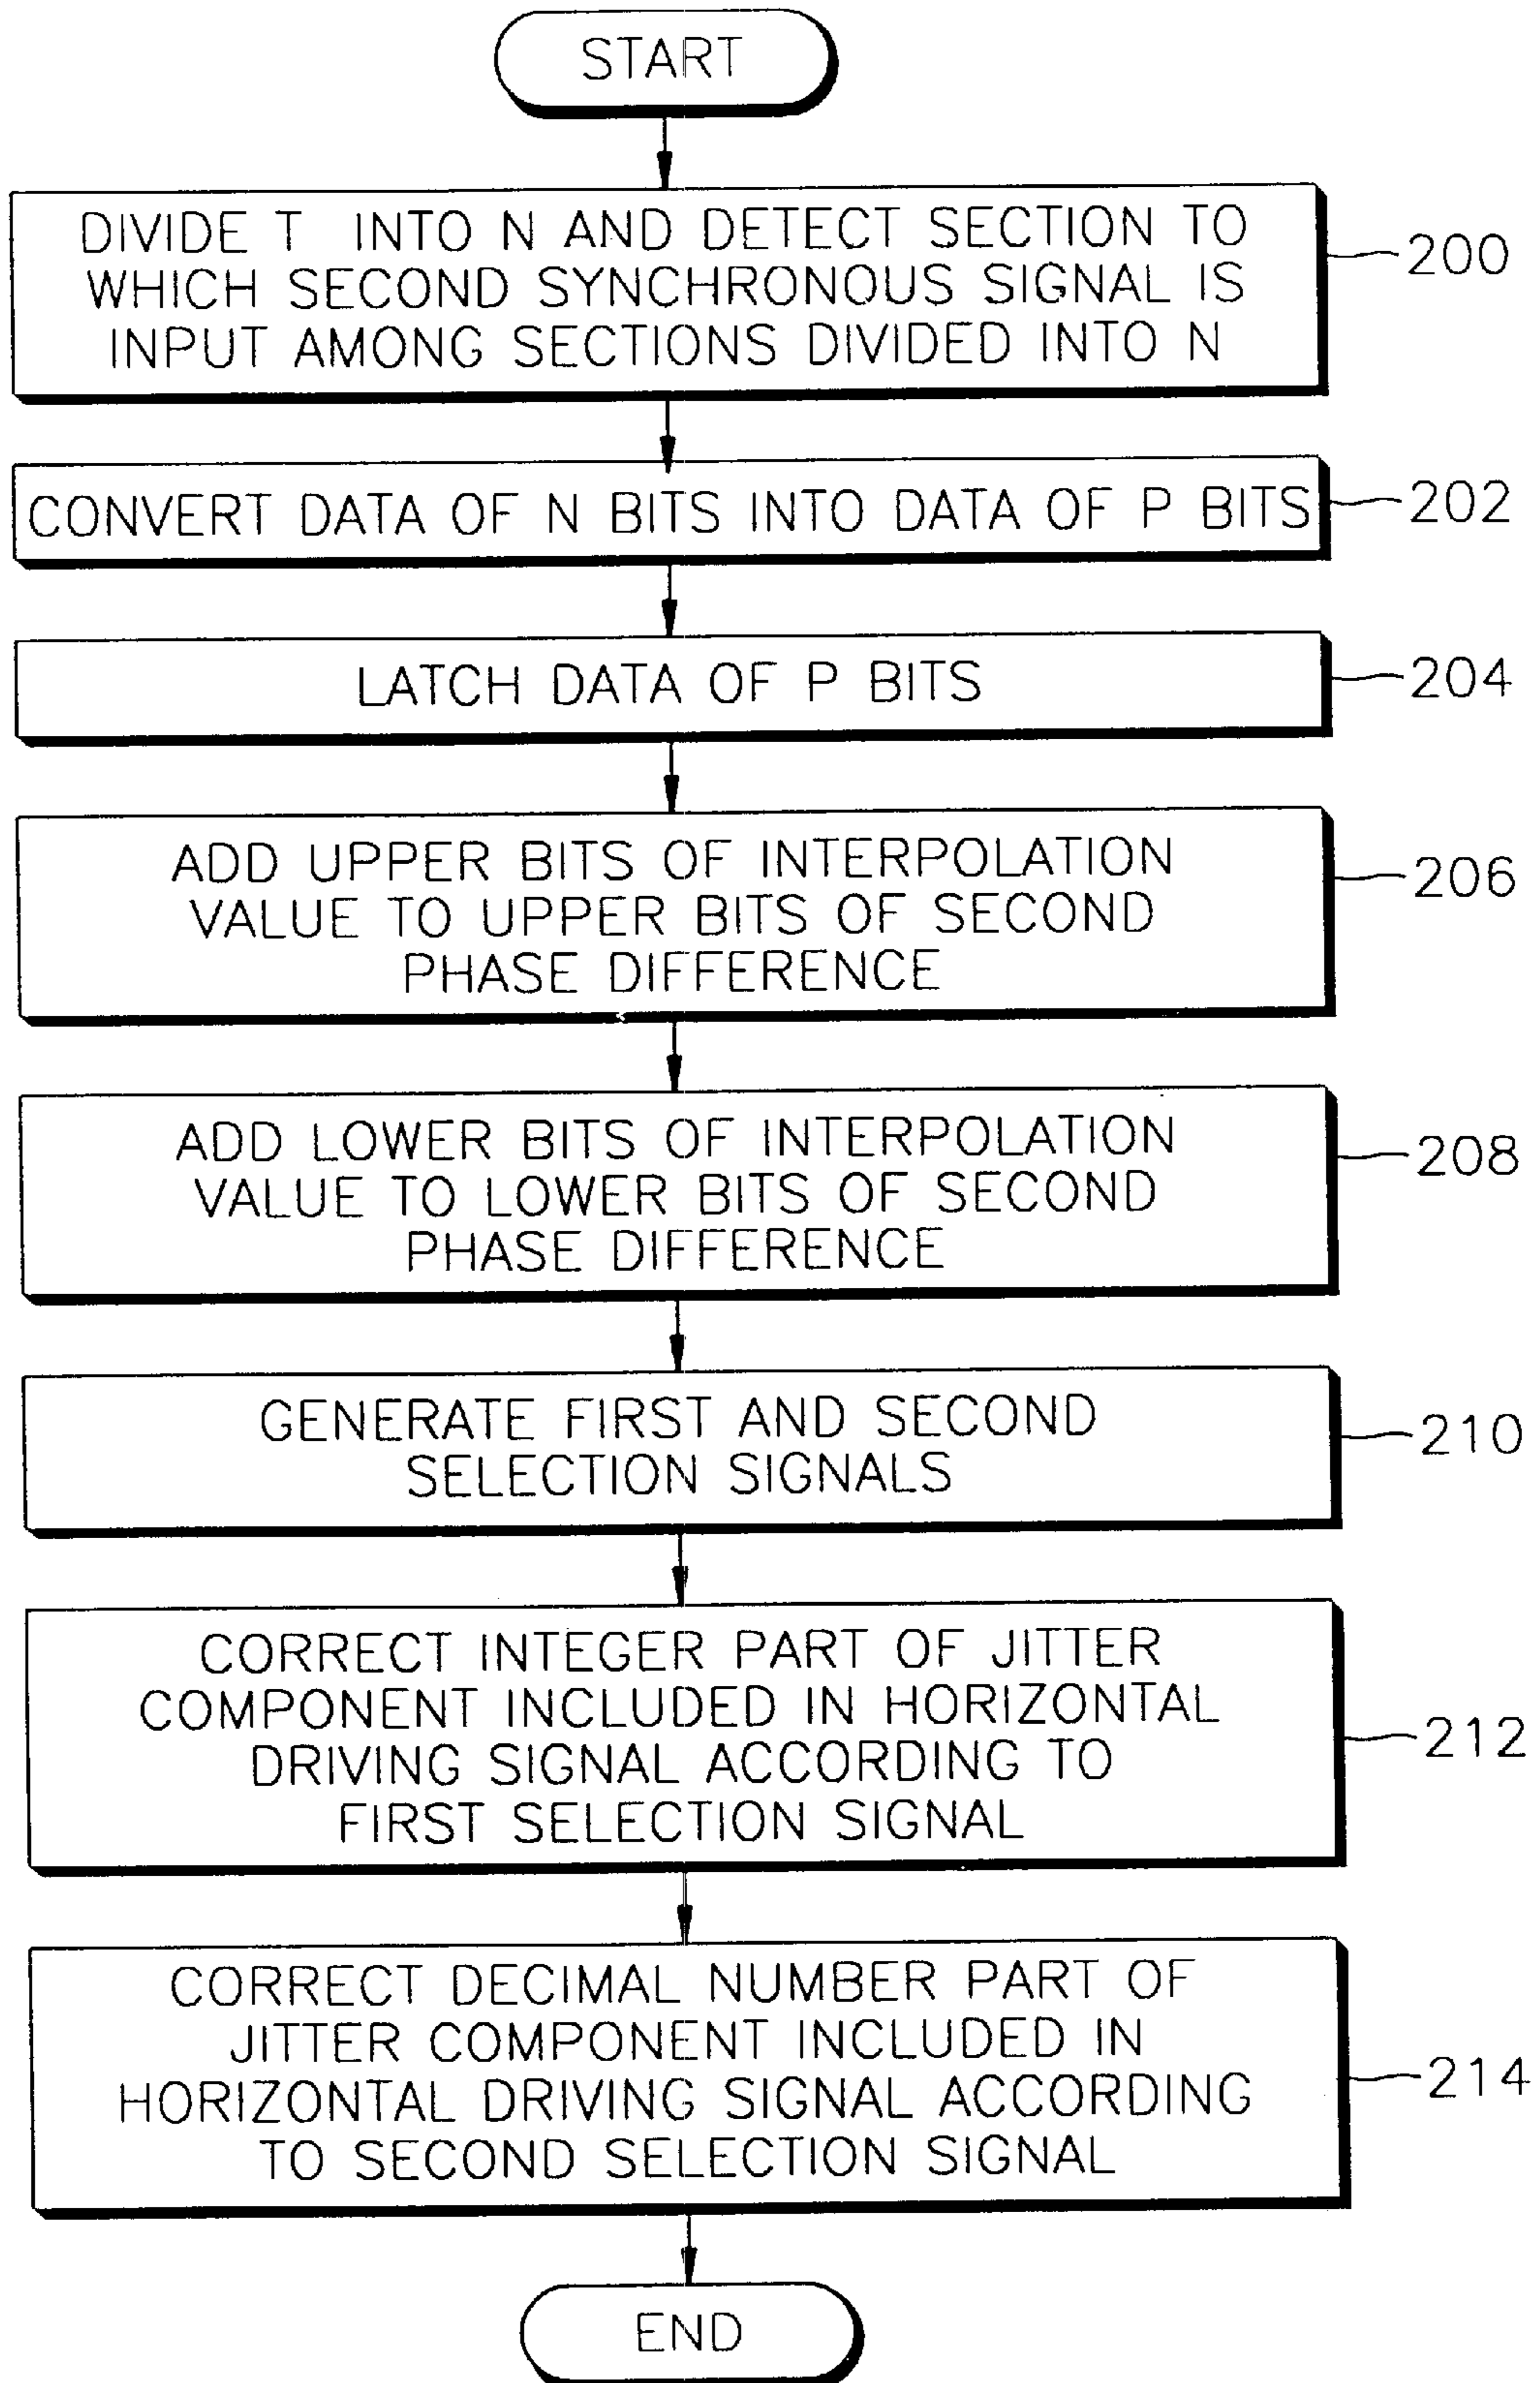 START
DIVIDE T INTO N AND DETECT SECTION TO
WHICH SECOND SYNCHRONOUS SIGNAL IS
INPUT AMONG SECTIONS DIVIDED INTO N
200
CONVERT DATA OF N BITS INTO DATA OF P BITS
202
LATCH DATA OF P BITS
204
ADD UPPER BITS OF INTERPOLATION
VALUE TO UPPER BITS OF SECOND
PHASE DIFFERENCE
206
ADD LOWER BITS OF INTERPOLATION
VALUE TO LOWER BITS OF SECOND
PHASE DIFFERENCE
208
GENERATE FIRST AND SECOND
SELECTION SIGNALS
210
CORRECT INTEGER PART OF JITTER
COMPONENT INCLUDED IN HORIZONTAL
DRIVING SIGNAL ACCORDING TO
FIRST SELECTION SIGNAL
212
CORRECT DECIMAL NUMBER PART OF
JITTER COMPONENT INCLUDED IN
HORIZONTAL DRIVING SIGNAL ACCORDING
TO SECOND SELECTION SIGNAL
214
END